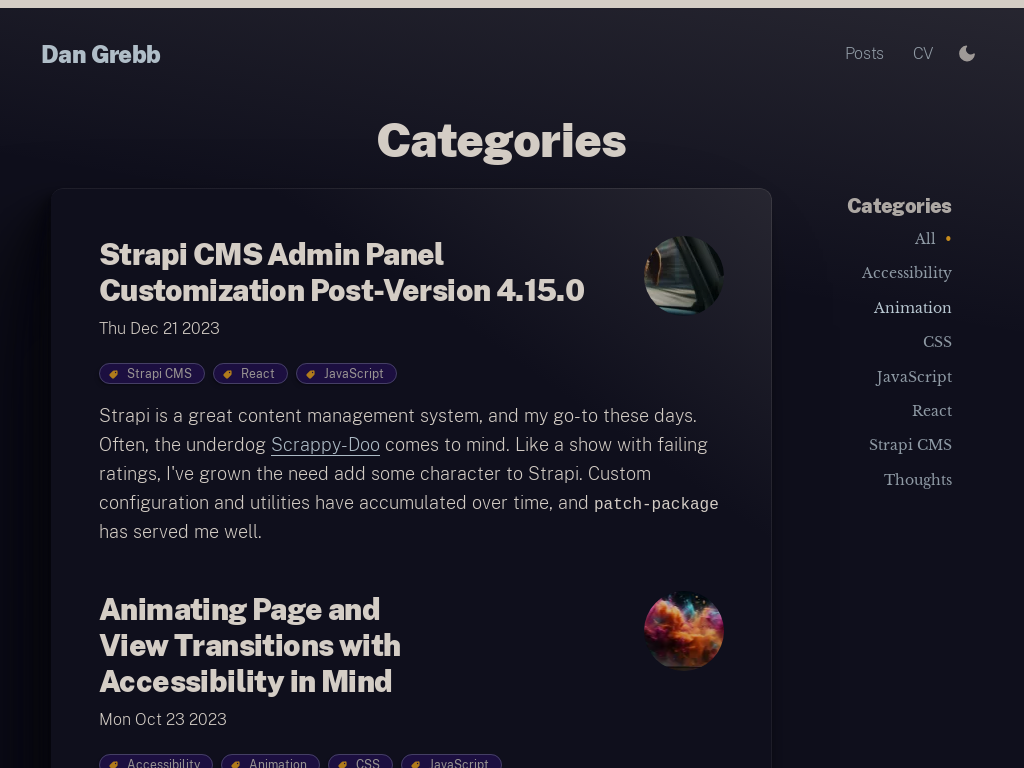 Dan Grebb
Posts
CV
Categories
Strapi CMS Admin Panel
Customization Post-Version 4.15.0
Thu Dec 21 2023
Strapi CMS
React
JavaScript
Strapi is a great content management system, and my go-to these days.
Often, the underdog Scrappy-Doo comes to mind. Like a show with failing
ratings, I've grown the need add some character to Strapi. Custom
configuration and utilities have accumulated over time, and patch-package
has served me well.
Animating Page and
View Transitions with
Accessibility in Mind
Mon Oct 23 2023
Accessibility
Animation
CSS
JavaScript
Categories
All
Accessibility
Animation
CSS
JavaScript
React
Strapi CMS
Thoughts